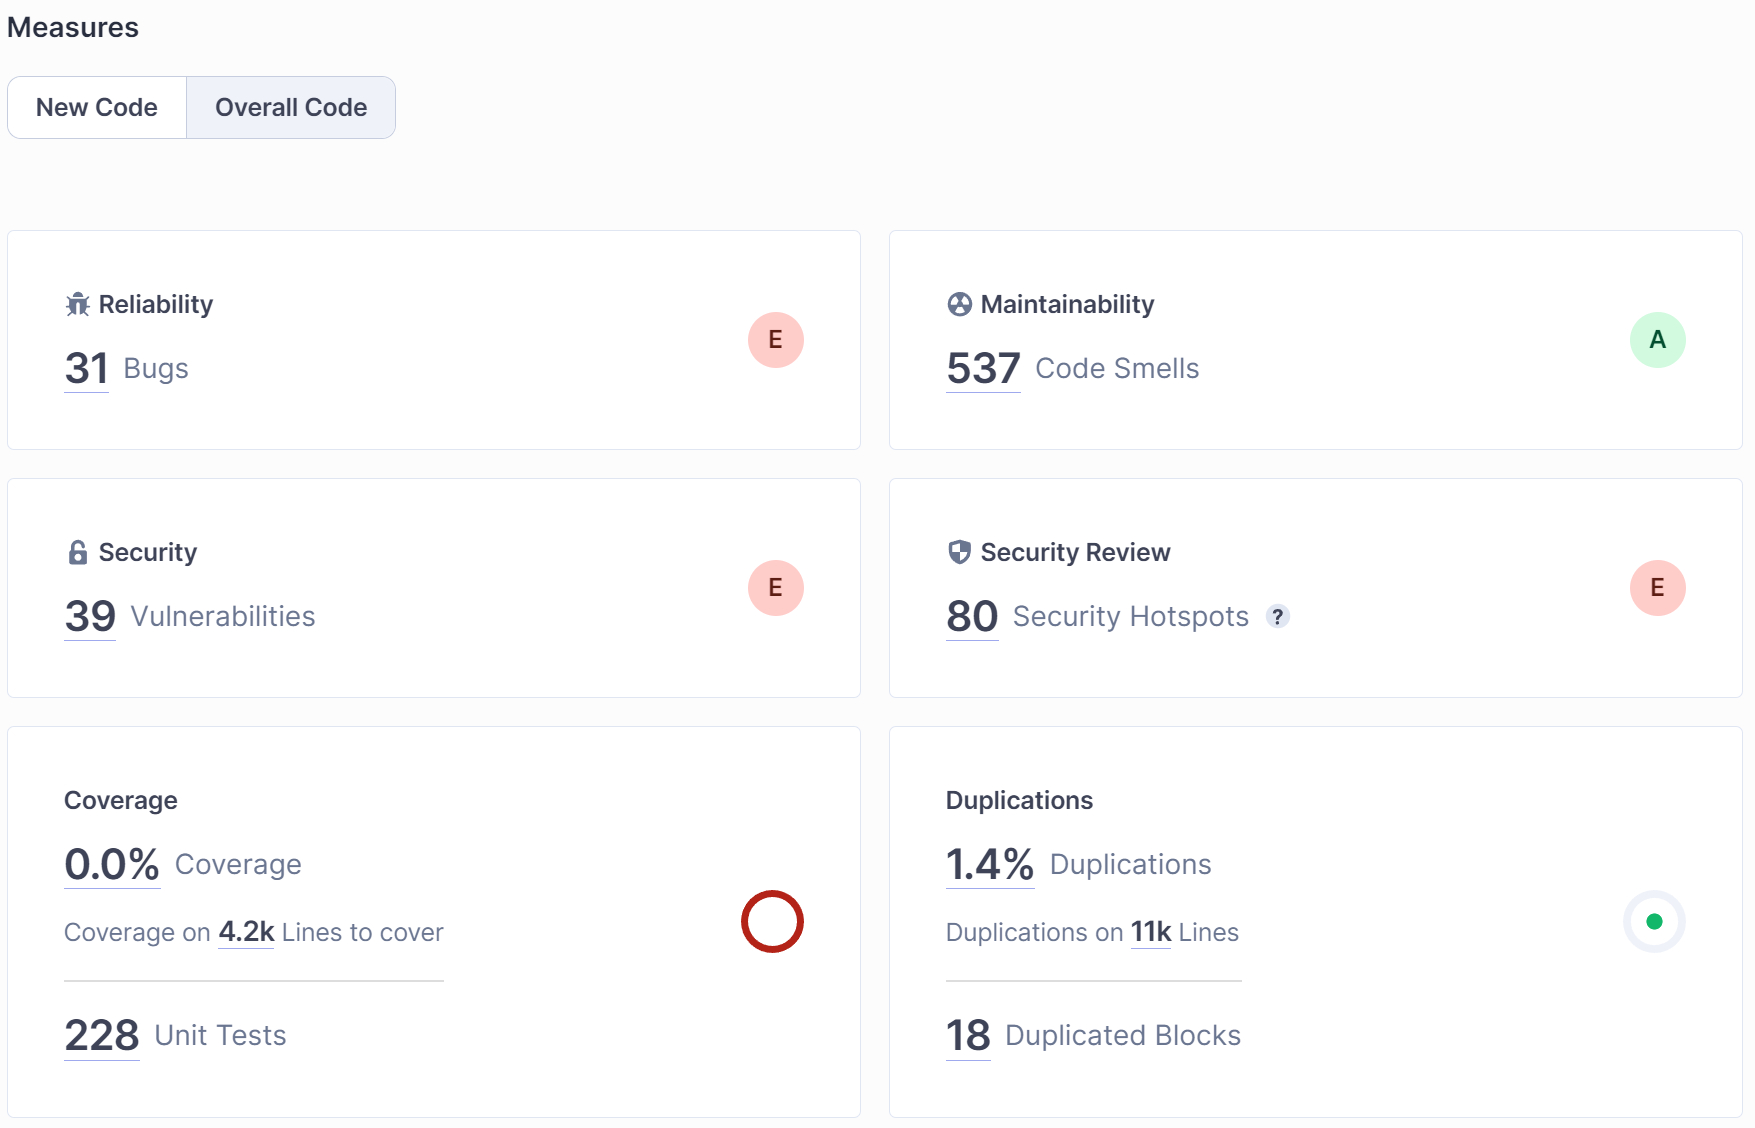 Measures
New Code
Overall Code
Reliability
31 Bugs
E
Maintainability
537 Code Smells
A
Security
39 Vulnerabilities
E
Security Review
80 Security Hotspots ?
E
Coverage
0.0% Coverage
Coverage on 4.2k Lines to cover
228 Unit Tests
Duplications
1.4% Duplications
Duplications on 11k Lines
18 Duplicated Blocks